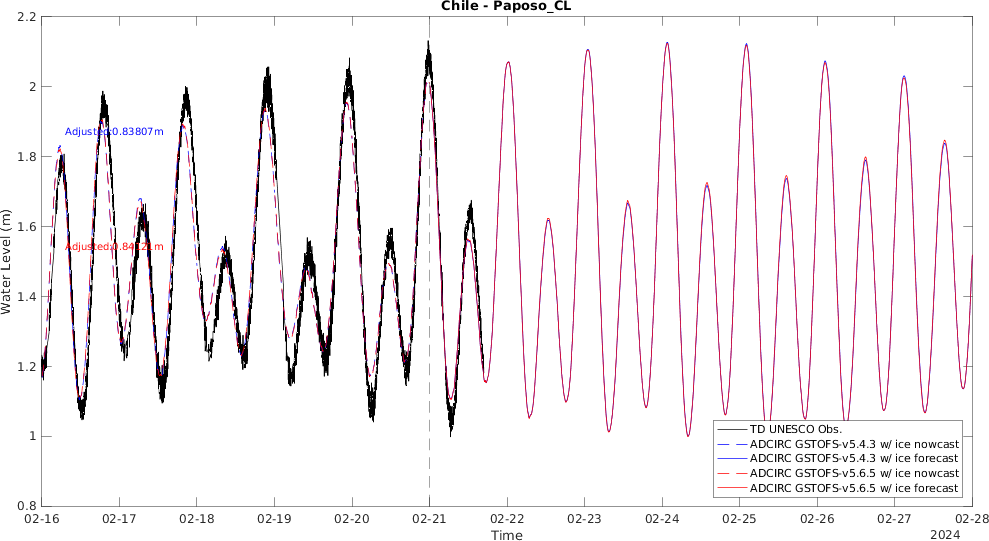 Chile - Paposo_CL
2.2
2
1.8
1.6
1.4
1.2
1
0.8
Water Level (m)
Adjusted:0.83807m
Adjusted:0.84121m
TD UNESCO Obs.
ADCIRC GSTOFS-v5.4.3 w/ ice nowcast
ADCIRC GSTOFS-v5.4.3 w/ ice forecast
ADCIRC GSTOFS-v5.6.5 w/ ice nowcast
ADCIRC GSTOFS-v5.6.5 w/ ice forecast
02-16 02-17 02-18 02-19 02-20 02-21 02-22 02-23 02-24 02-25 02-26 02-27 02-28
Time
2024